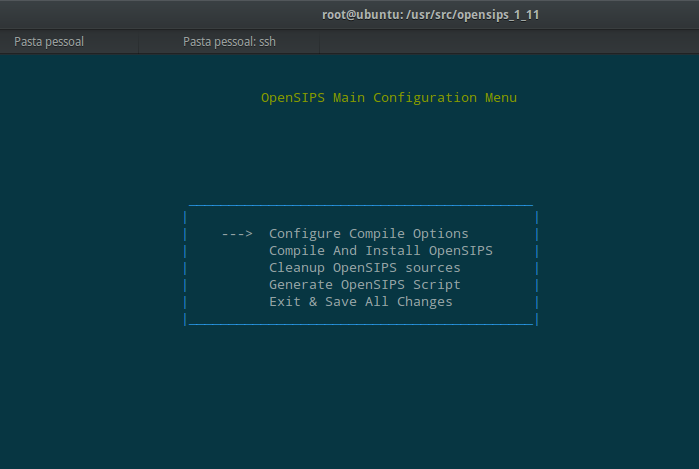 root@ubuntu: /usr/src/opensips_1_11
Pasta pessoal Pasta pessoal: ssh
OpenSIPS Main Configuration Menu
---> Configure Compile Options
Compile And Install OpenSIPS
Cleanup OpenSIPS sources
Generate OpenSIPS Script
Exit & Save All Changes